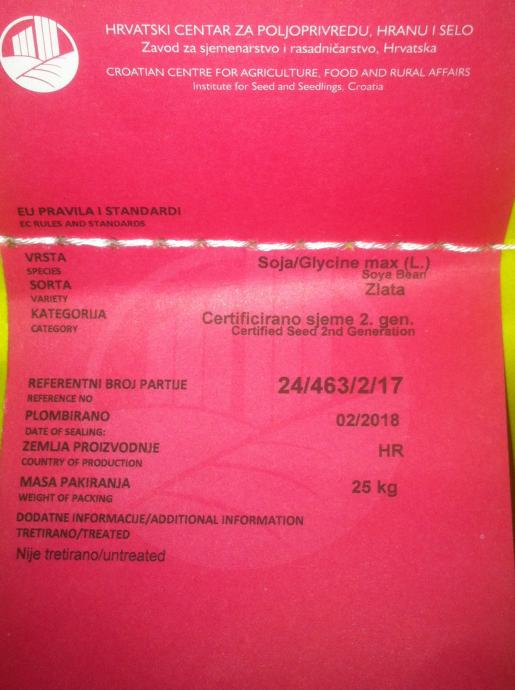 HRVATSKI CENTAR ZA POLJOPRIVREDU, HRANU I SELO
Zavod za sjemenarstvo i rasadničarstvo, Hrvatska
CROATIAN CENTRE FOR AGRICULTURE, FOOD AND RURAL AFFAIRS
Institute for Seed and Seedlings, Croatia
EU PRAVILA I STANDARDI
EC RULES AND STANDARDS
VRSTA Soja/Glycine max (L.)
SPECIES Soya Bean
SORTA Zlata
VARIETY
KATEGORIJA Certificirano sjeme 2. gen.
CATEGORY Certified Seed 2nd Generation
REFERENTNI BROJ PARTIJE 24/463/2/17
REFERENCE NO
PLOMBIRANO 02/2018
DATE OF SEALING:
ZEMLJA PROIZVODNJE HR
COUNTRY OF PRODUCTION
MASA PAKIRANJA 25 kg
WEIGHT OF PACKING
DODATNE INFORMACIJE/ADDITIONAL INFORMATION
TRETIRANO/TREATED
Nije tretirano/untreated